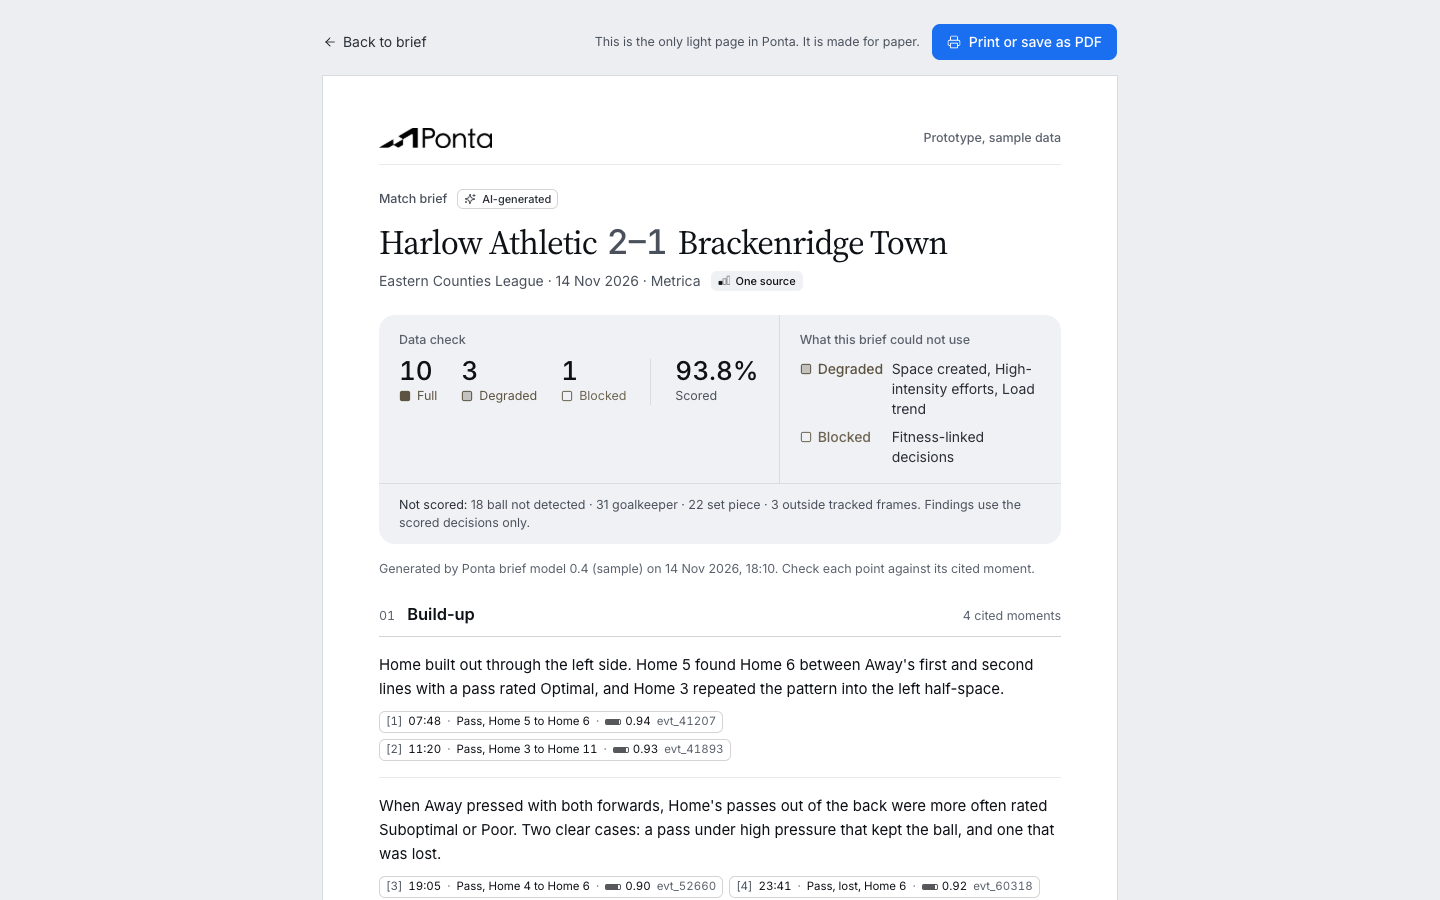 Back to brief
This is the only light page in Ponta. It is made for paper.
Print or save as PDF
Ponta
Prototype, sample data
Match brief
AI-generated
Harlow Athletic 2–1 Brackenridge Town
Eastern Counties League · 14 Nov 2026 · Metrica
One source
Data check
10
Full
3
Degraded
1
Blocked
93.8%
Scored
What this brief could not use
Degraded
Space created, High-
intensity efforts, Load
trend
Blocked
Fitness-linked
decisions
Not scored: 18 ball not detected · 31 goalkeeper · 22 set piece · 3 outside tracked frames. Findings use the
scored decisions only.
Generated by Ponta brief model 0.4 (sample) on 14 Nov 2026, 18:10. Check each point against its cited moment.
01 Build-up
4 cited moments
Home built out through the left side. Home 5 found Home 6 between Away's first and second
lines with a pass rated Optimal, and Home 3 repeated the pattern into the left half-space.
[1] 07:48 · Pass, Home 5 to Home 6 · 0.94 evt_41207
[2] 11:20 · Pass, Home 3 to Home 11 · 0.93 evt_41893
When Away pressed with both forwards, Home's passes out of the back were more often rated
Suboptimal or Poor. Two clear cases: a pass under high pressure that kept the ball, and one that
was lost.
[3] 19:05 · Pass, Home 4 to Home 6 · 0.90 evt_52660
[4] 23:41 · Pass, lost, Home 6 · 0.92 evt_60318